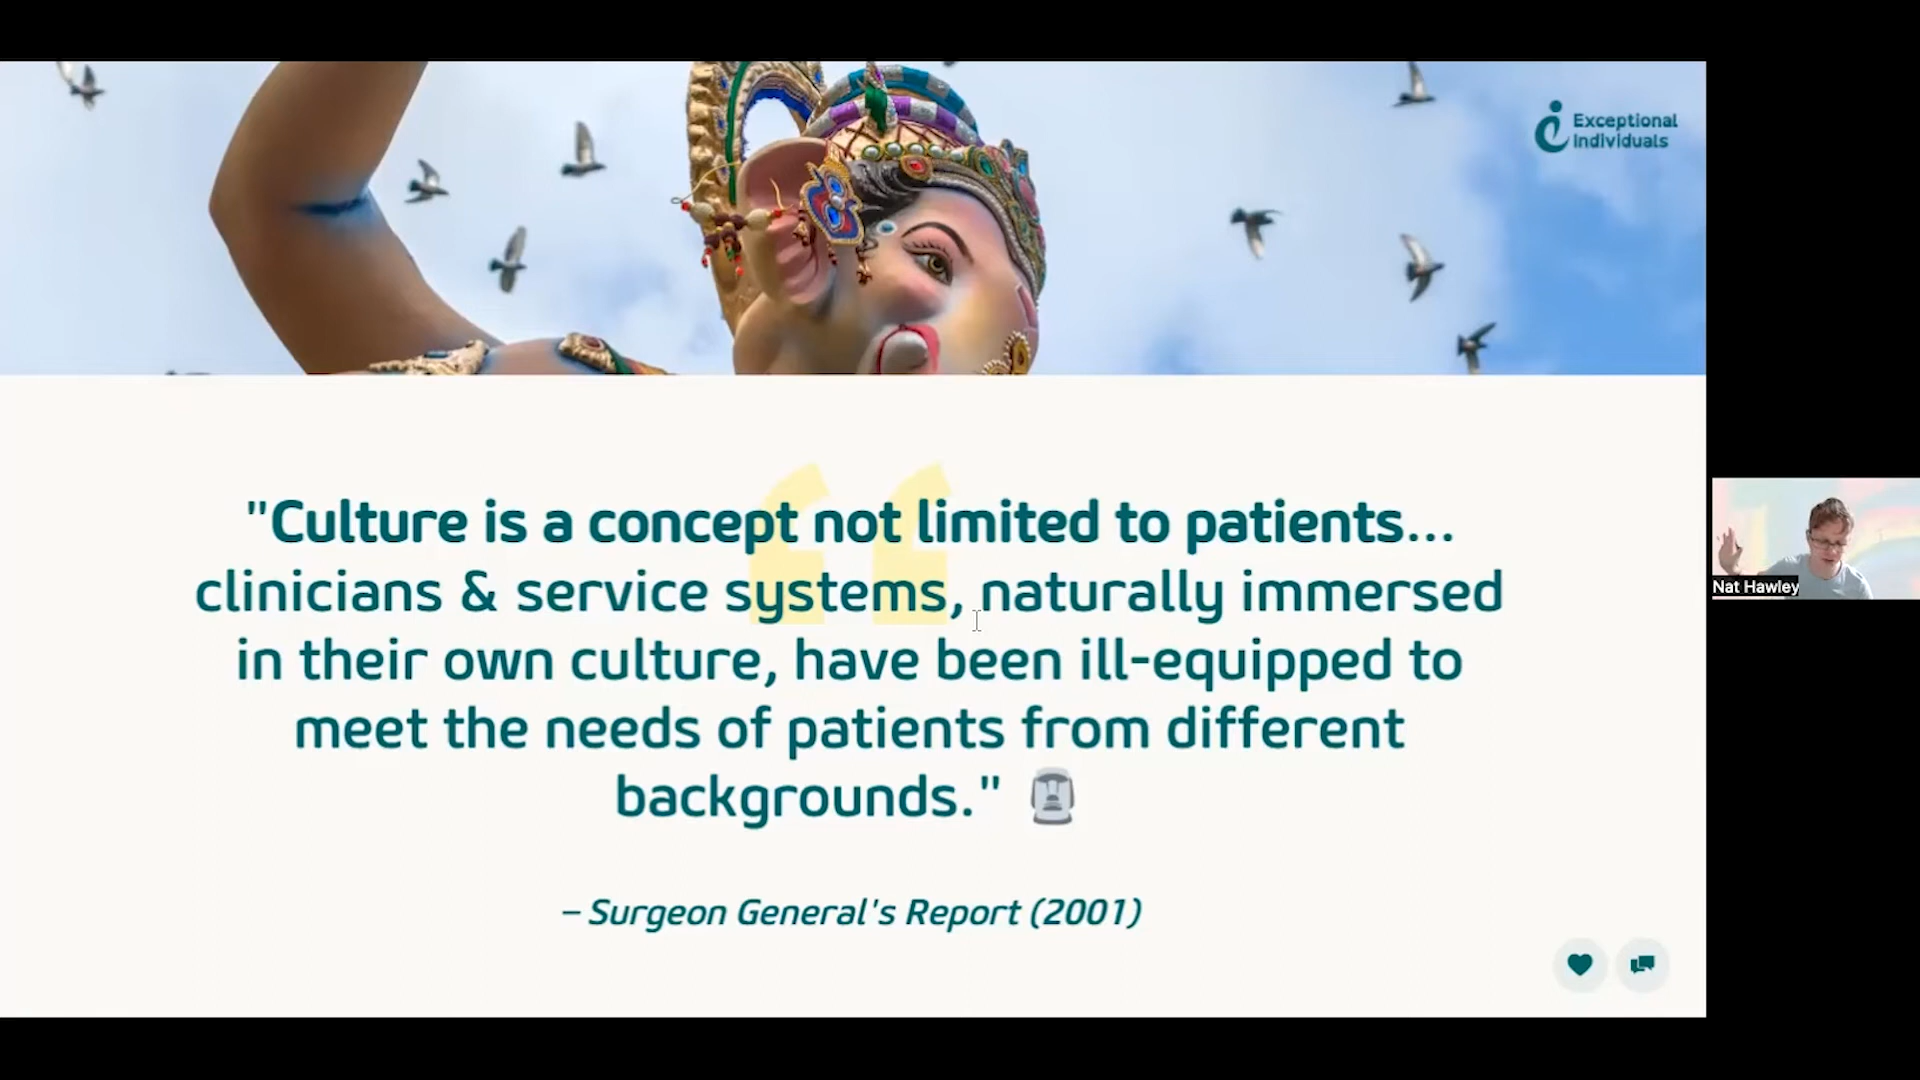 Exceptional
Individuals
"Culture is a concept not limited to patients...
clinicians & service systems, naturally immersed
in their own culture, have been ill-equipped to
meet the needs of patients from different
backgrounds."
– Surgeon General's Report (2001)
Nat Hawley